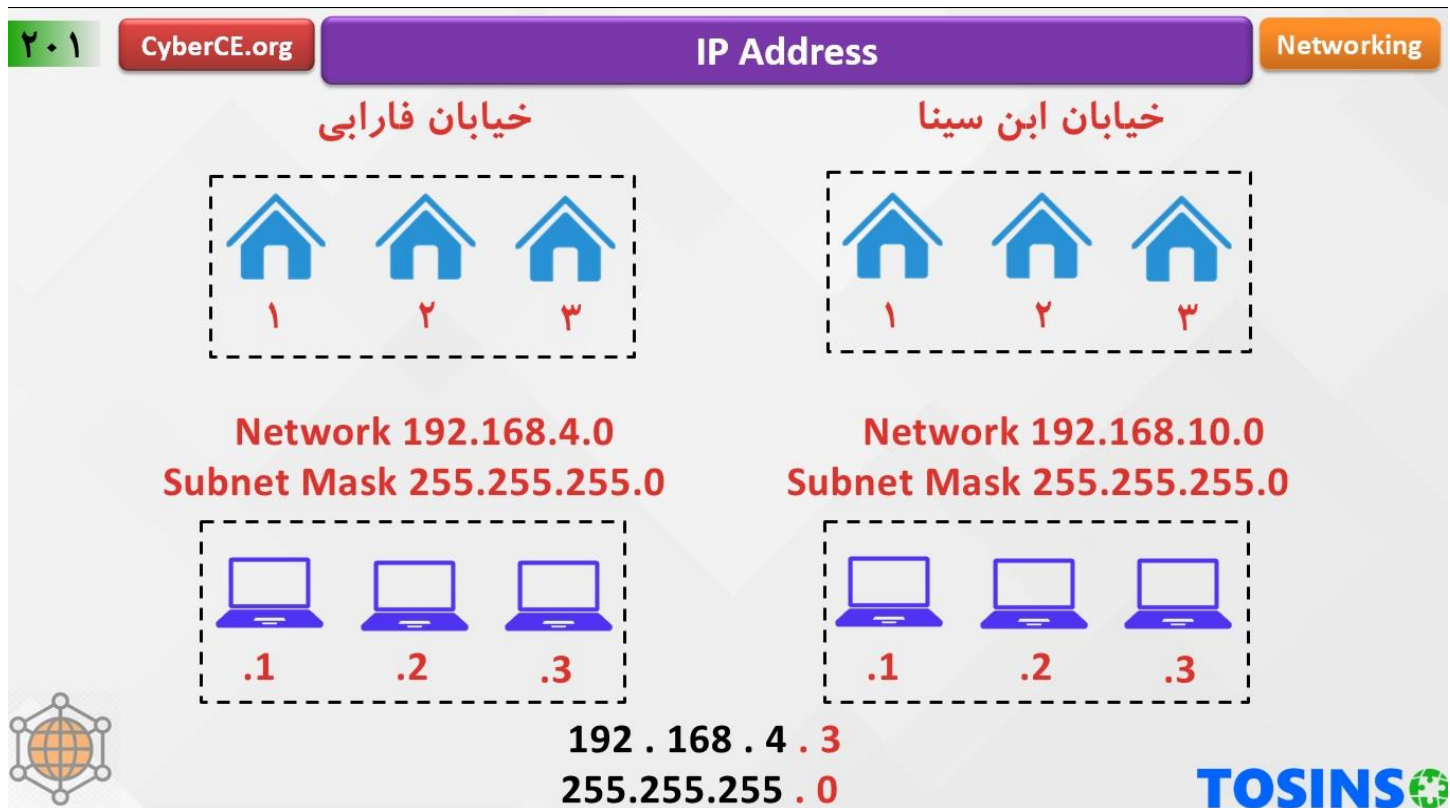 ۲۰۱
CyberCE.org
IP Address
Networking
خیابان فارابی
خیابان ابن سینا
۱ ۲ ۳
۱ ۲ ۳
Network 192.168.4.0
Subnet Mask 255.255.255.0
Network 192.168.10.0
Subnet Mask 255.255.255.0
.1 .2 .3
.1 .2 .3
192 . 168 . 4 . 3
255.255.255 . 0
TOSINS